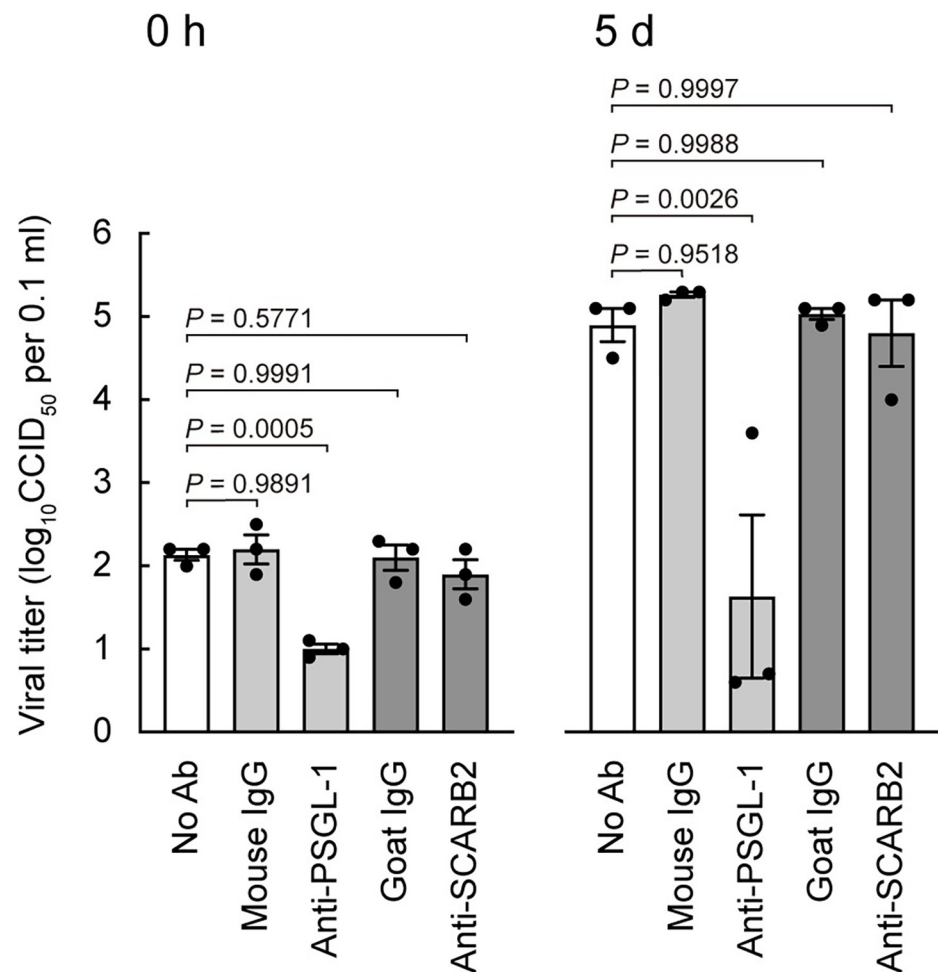 0 h
5 d
P = 0.9997
P = 0.9988
P = 0.0026
P = 0.9518
P = 0.5771
P = 0.9991
P = 0.0005
P = 0.9891
Viral titer (log₁₀CCID₅₀ per 0.1 ml)
6
5
4
3
2
1
0
No Ab
Mouse IgG
Anti-PSGL-1
Goat IgG
Anti-SCARB2
No Ab
Mouse IgG
Anti-PSGL-1
Goat IgG
Anti-SCARB2